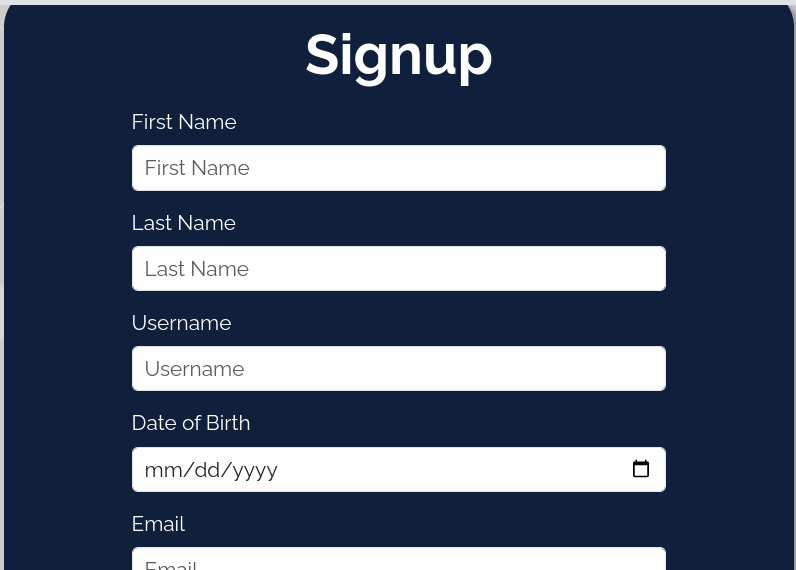 Signup
First Name
First Name
Last Name
Last Name
Username
Username
Date of Birth
mm/dd/yyyy
Email
Email